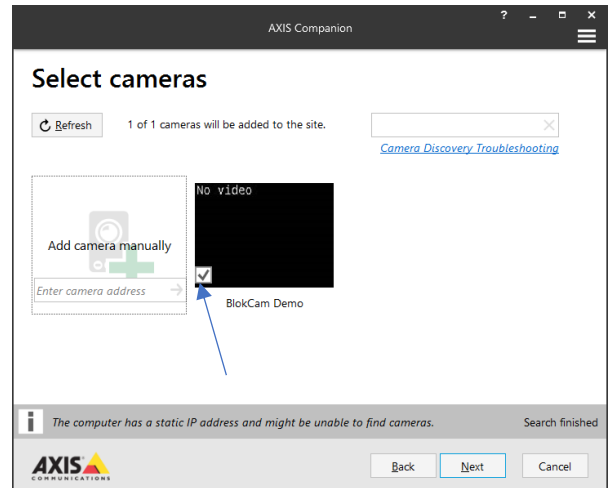 AXIS Companion
?
Select cameras
Refresh
1 of 1 cameras will be added to the site.
Camera Discovery Troubleshooting
No video
Add camera manually
Enter camera address
BlokCam Demo
i
The computer has a static IP address and might be unable to find cameras.
Search finished
AXIS
COMMUNICATIONS
Back
Next
Cancel